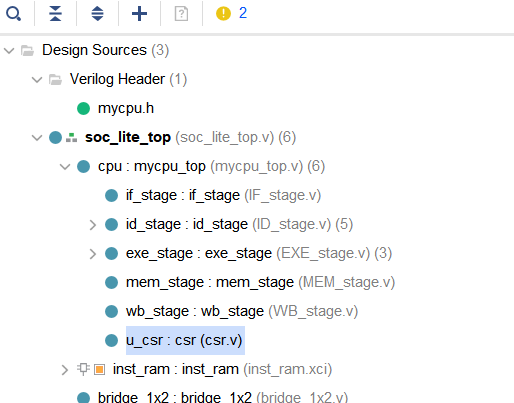 2
Design Sources (3)
Verilog Header (1)
mycpu.h
soc_lite_top (soc_lite_top.v) (6)
cpu : mycpu_top (mycpu_top.v) (6)
if_stage : if_stage (IF_stage.v)
id_stage : id_stage (ID_stage.v) (5)
exe_stage : exe_stage (EXE_stage.v) (3)
mem_stage : mem_stage (MEM_stage.v)
wb_stage : wb_stage (WB_stage.v)
u_csr : csr (csr.v)
inst_ram : inst_ram (inst_ram.xci)
bridge_1x2 : bridge_1x2 (bridge_1x2.v)